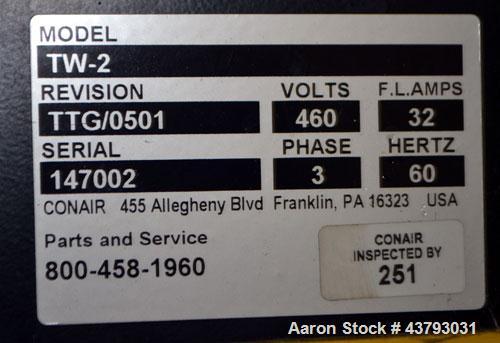 MODEL
TW-2
REVISION VOLTS F.L.AMPS
TTG/0501 460 32
SERIAL PHASE HERTZ
147002 3 60
CONAIR 455 Allegheny Blvd Franklin, PA 16323 USA
Parts and Service
800-458-1960
CONAIR
INSPECTED BY
251
Aaron Stock # 43793031